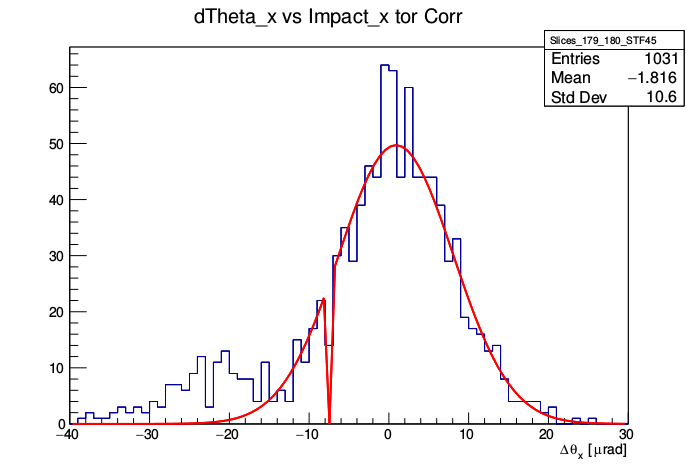 dTheta_x vs Impact_x tor Corr
Slices_179_180_STF45
Entries 1031
Mean −1.816
Std Dev 10.6
60
50
40
30
20
10
0
−40 −30 −20 −10 0 10 20 30
Δθx [μrad]